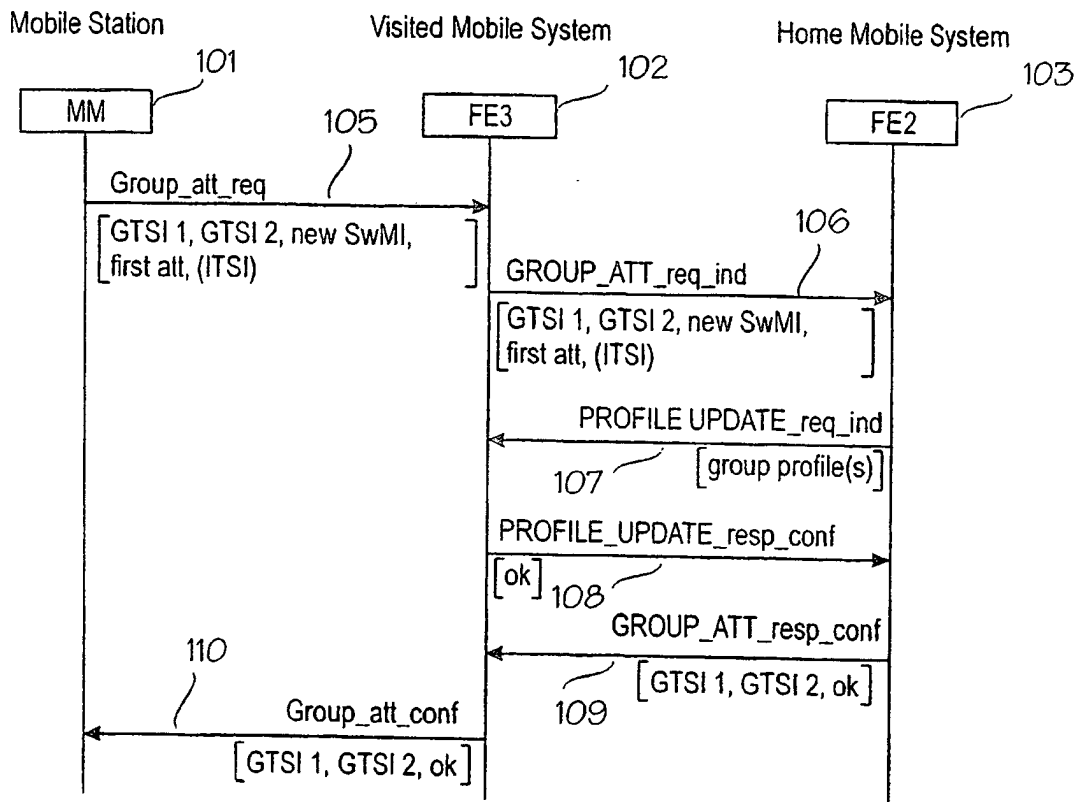 Mobile Station
Visited Mobile System
Home Mobile System
101
102
103
MM
FE3
FE2
105
Group_att_req
[GTSI 1, GTSI 2, new SwMI,
first att, (ITSI)]
106
GROUP_ATT_req_ind
[GTSI 1, GTSI 2, new SwMI,
first att, (ITSI)]
PROFILE UPDATE_req_ind
107
[group profile(s)]
PROFILE_UPDATE_resp_conf
[ok]
108
GROUP_ATT_resp_conf
109
[GTSI 1, GTSI 2, ok]
110
Group_att_conf
[GTSI 1, GTSI 2, ok]